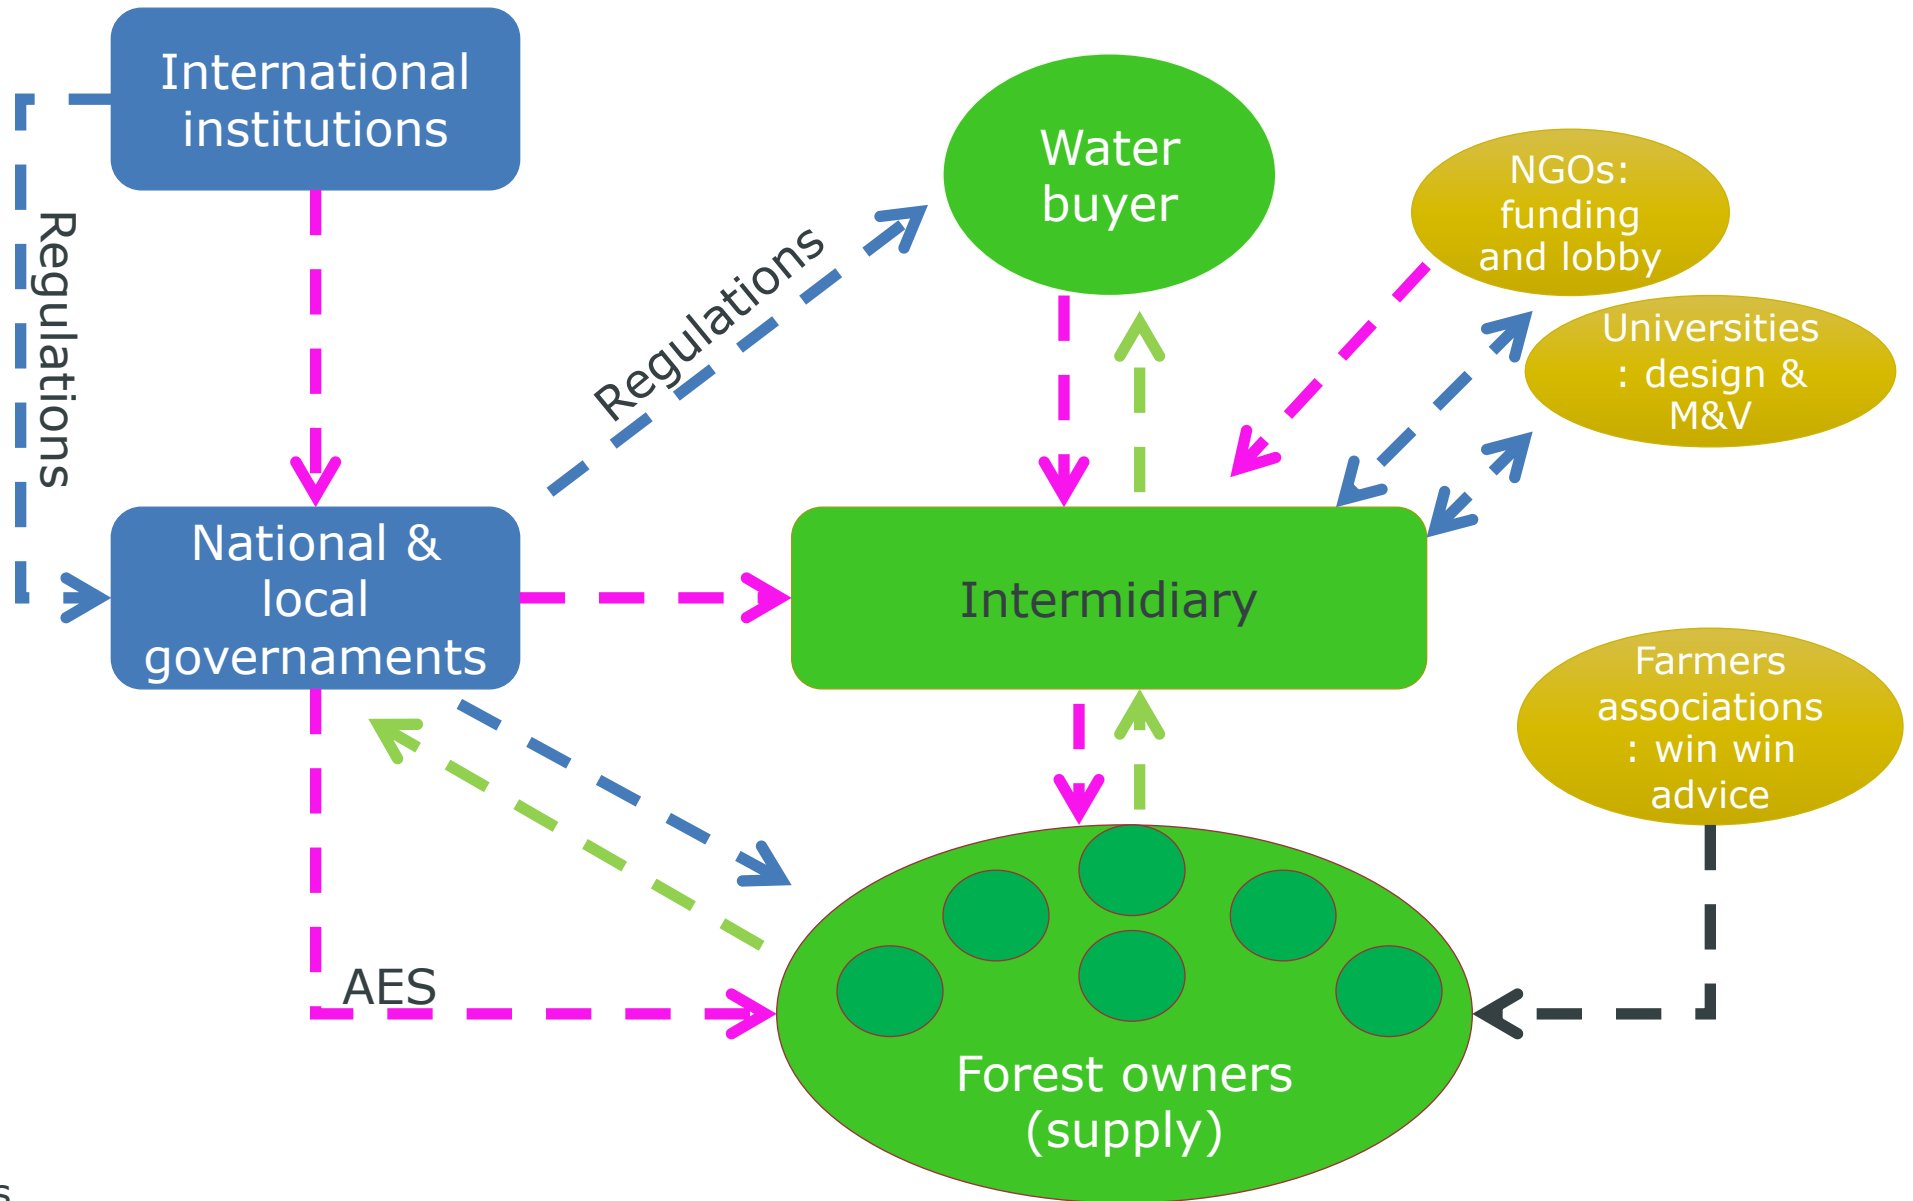 International
institutions
Regulations
Regulations
Water
buyer
NGOs:
funding
and lobby
Universities
: design &
M&V
National &
local
governaments
Intermidiary
Farmers
associations
: win win
advice
AES
Forest owners
(supply)